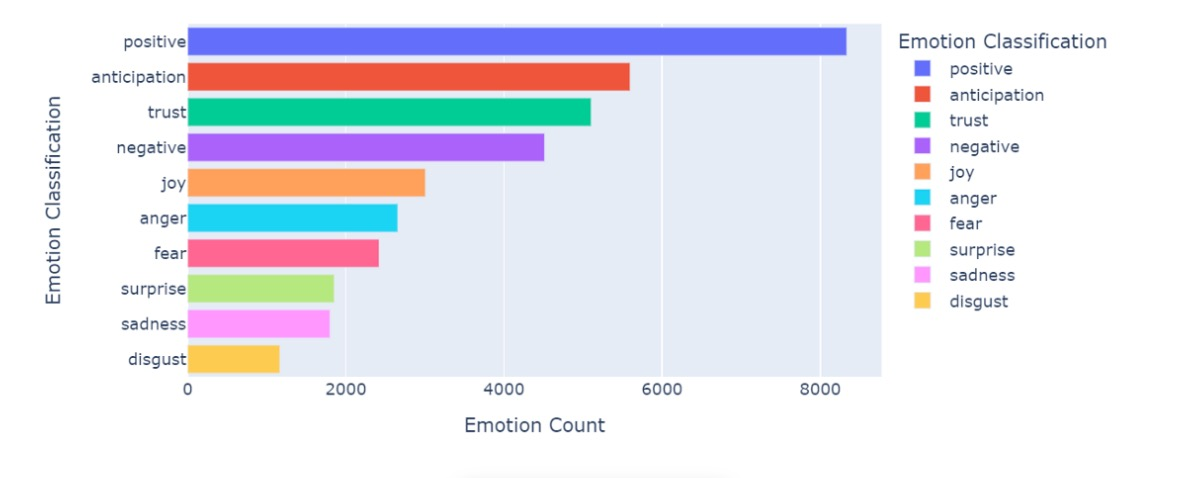 Emotion Classification
positive
anticipation
trust
negative
joy
anger
fear
surprise
sadness
disgust
0 2000 4000 6000 8000
Emotion Count
Emotion Classification
positive
anticipation
trust
negative
joy
anger
fear
surprise
sadness
disgust